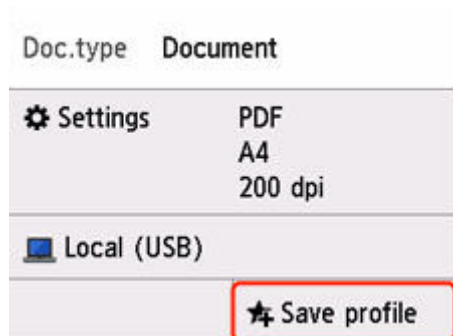 Doc.type Document
Settings PDF
A4
200 dpi
Local (USB)
Save profile